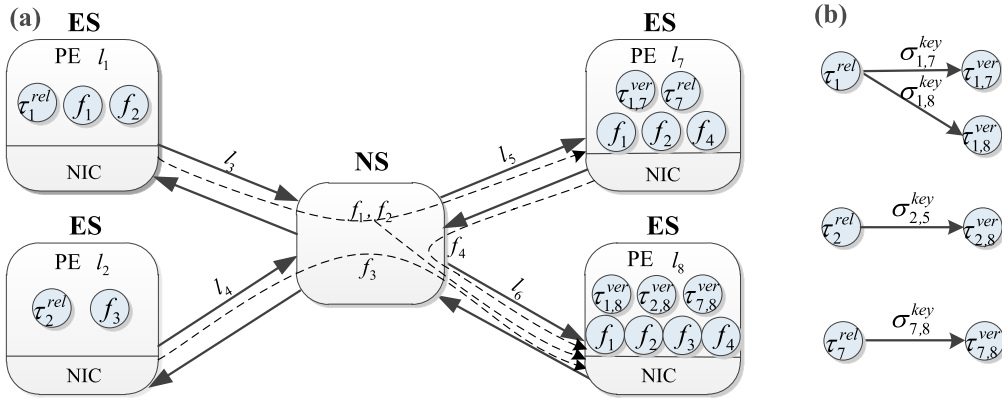 (a) ES ES (b)
PE l₁
τ₁ʳᵉˡ f₁ f₂
NIC
PE l₇
τ₁,₇ᵛᵉʳ τ₇ʳᵉˡ
f₁ f₂ f₄
NIC
l₃
l₅
NS
f₁, f₂
f₃
f₄
l₄
l₆
ES
PE l₂
τ₂ʳᵉˡ f₃
NIC
ES
PE l₈
τ₁,₈ᵛᵉʳ τ₂,₈ᵛᵉʳ τ₇,₈ᵛᵉʳ
f₁ f₂ f₃ f₄
NIC
τ₁ʳᵉˡ σ₁,₇ᵏᵉʸ τ₁,₇ᵛᵉʳ
σ₁,₈ᵏᵉʸ τ₁,₈ᵛᵉʳ
τ₂ʳᵉˡ σ₂,₅ᵏᵉʸ τ₂,₈ᵛᵉʳ
τ₇ʳᵉˡ σ₇,₈ᵏᵉʸ τ₇,₈ᵛᵉʳ